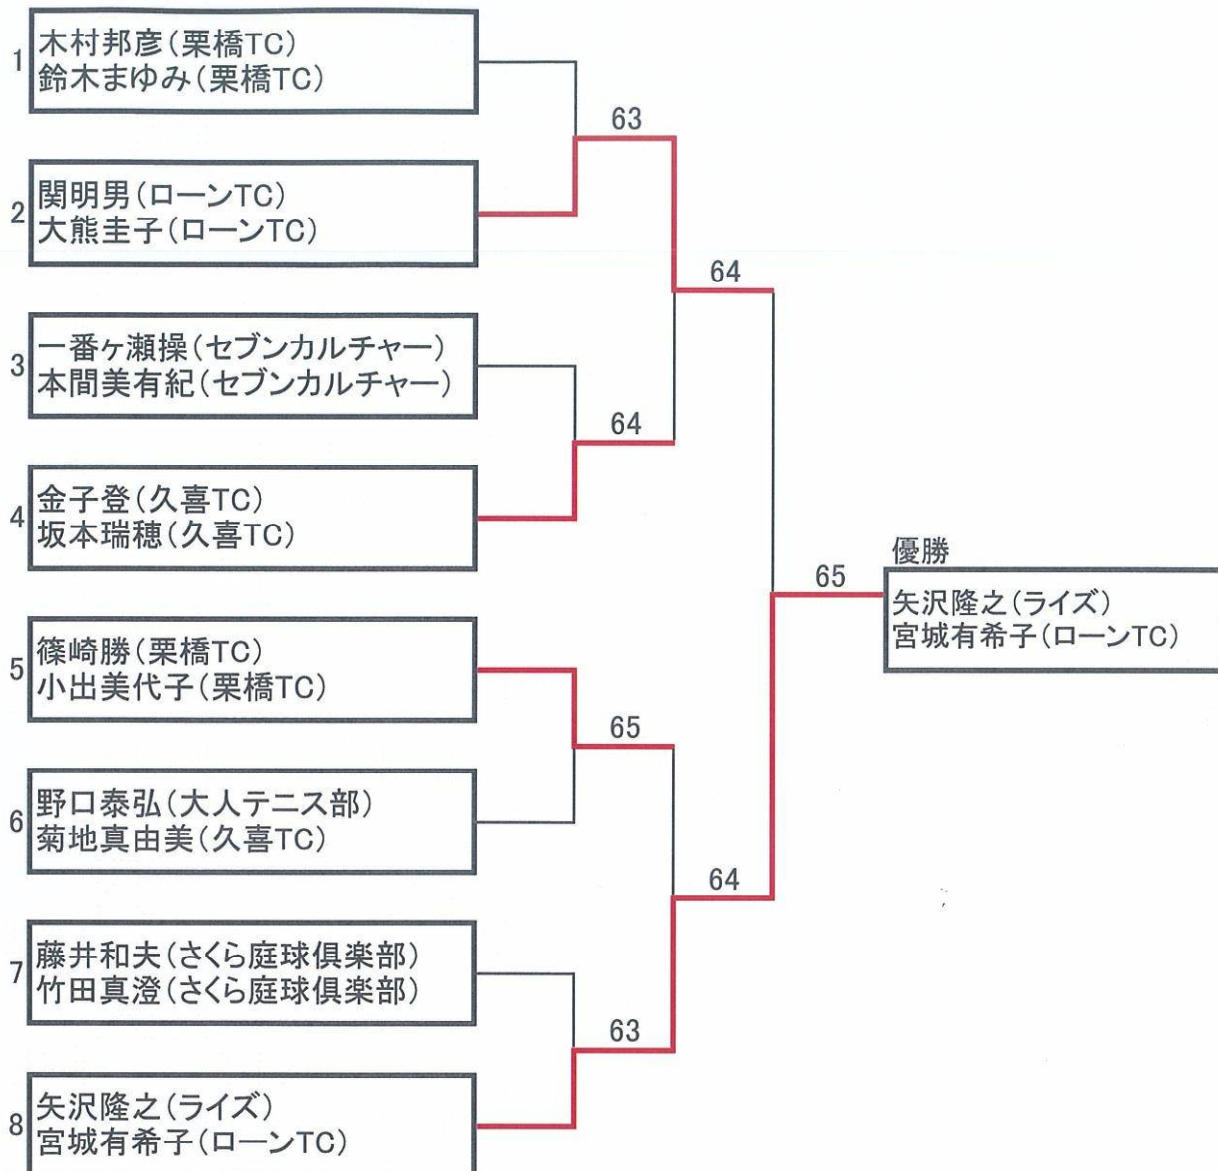 1
木村邦彦(栗橋TC)
鈴木まゆみ(栗橋TC)
63
2
関明男(ローンTC)
大熊圭子(ローンTC)
64
3
一番ヶ瀬操(セブンカルチャー)
本間美有紀(セブンカルチャー)
64
4
金子登(久喜TC)
坂本瑞穂(久喜TC)
65
優勝
矢沢隆之(ライズ)
宮城有希子(ローンTC)
5
篠崎勝(栗橋TC)
小出美代子(栗橋TC)
65
6
野口泰弘(大人テニス部)
菊地真由美(久喜TC)
64
7
藤井和夫(さくら庭球倶楽部)
竹田真澄(さくら庭球倶楽部)
63
8
矢沢隆之(ライズ)
宮城有希子(ローンTC)